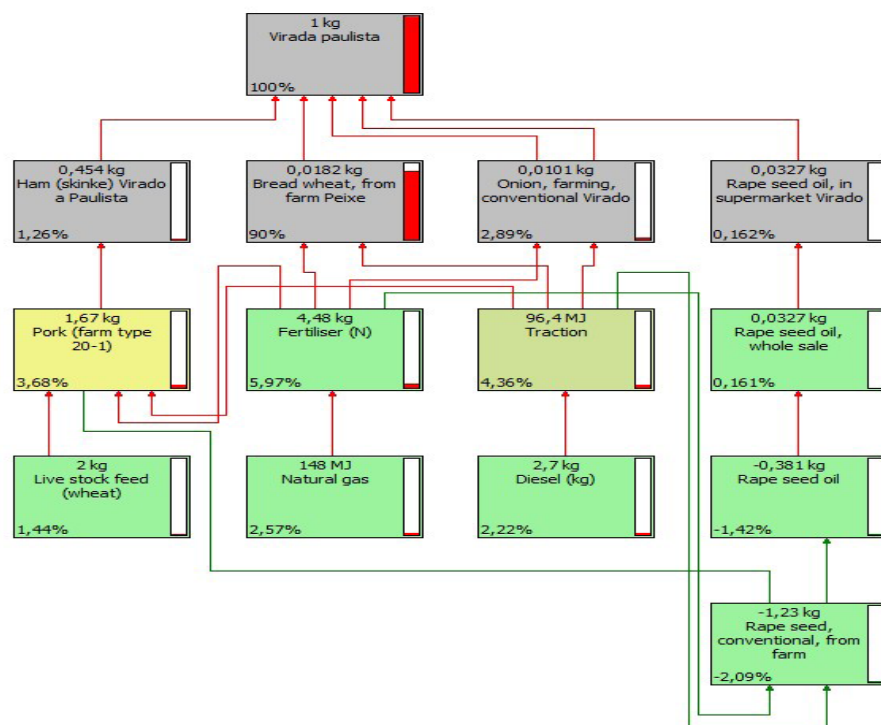 1 kg
Virada paulista
100%
0,454 kg
Ham (skinke) Virado
a Paulista
1,26%
0,0182 kg
Bread wheat, from
farm Peixe
90%
0,0101 kg
Onion, farming,
conventional Virado
2,89%
0,0327 kg
Rape seed oil, in
supermarket Virado
0,162%
1,67 kg
Pork (farm type
20-1)
3,68%
4,48 kg
Fertiliser (N)
5,97%
96,4 MJ
Traction
4,36%
0,0327 kg
Rape seed oil,
whole sale
0,161%
2 kg
Live stock feed
(wheat)
1,44%
148 MJ
Natural gas
2,57%
2,7 kg
Diesel (kg)
2,22%
-0,381 kg
Rape seed oil
-1,42%
-1,23 kg
Rape seed,
conventional, from
farm
-2,09%